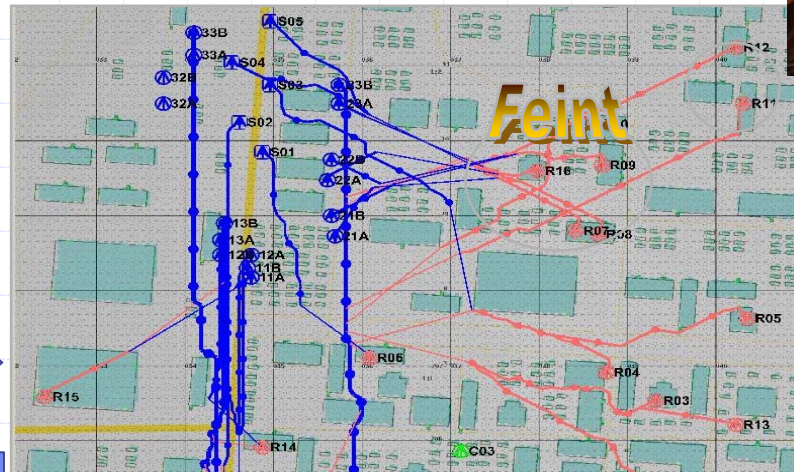 33B
S05
33A
S04
R12
32B
S03
33B
32A
23A
R11
Feint
S02
S01
22B
R09
R16
22A
21B
13B
21A
R07
R08
13A
12B
12A
11B
11A
R05
R06
R04
R15
R03
R13
R14
C03